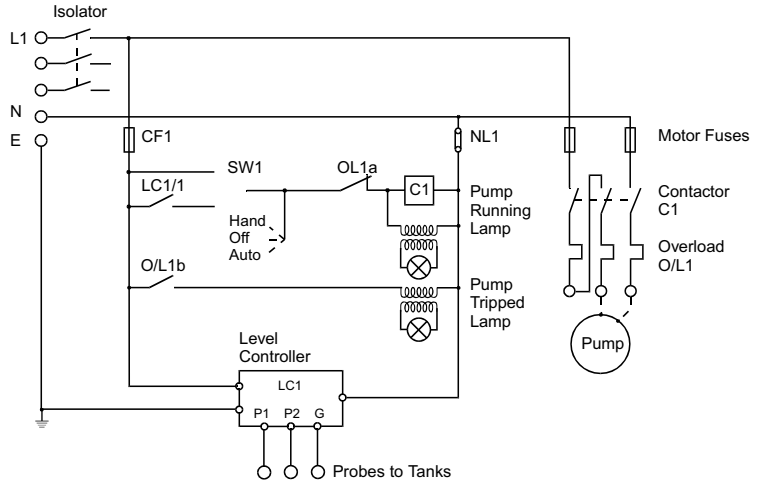 Isolator
L1
N
E
CF1
NL1
Motor Fuses
SW1
OL1a
LC1/1
C1
Pump
Running
Lamp
Contactor
C1
Hand
Off
Auto
Overload
O/L1
O/L1b
Pump
Tripped
Lamp
Pump
Level
Controller
LC1
P1 P2 G
Probes to Tanks